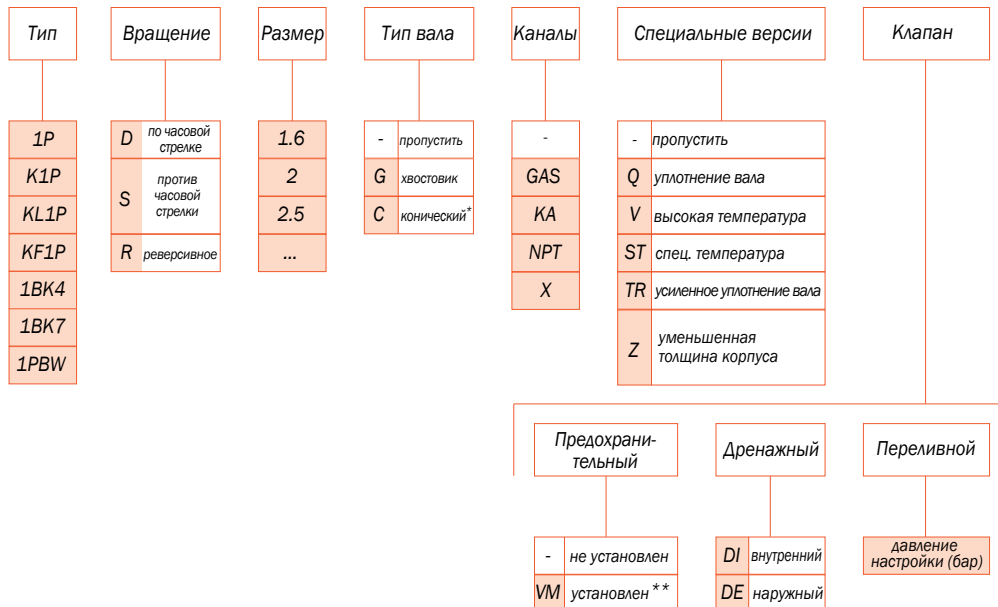 Тип
Вращение
Размер
Тип вала
Каналы
Специальные версии
Клапан
1P
K1P
KL1P
KF1P
1BK4
1BK7
1PBW
D по часовой
стрелке
S против
часовой
стрелки
R реверсивное
1.6
2
2.5
...
- пропустить
G хвостовик
C конический*
-
GAS
KA
NPT
X
- пропустить
Q уплотнение вала
V высокая температура
ST спец. температура
TR усиленное уплотнение вала
Z уменьшенная
толщина корпуса
Предохрани-
тельный
Дренажный
Переливной
- не установлен
VM установлен**
DI внутренний
DE наружный
давление
настройки (бар)